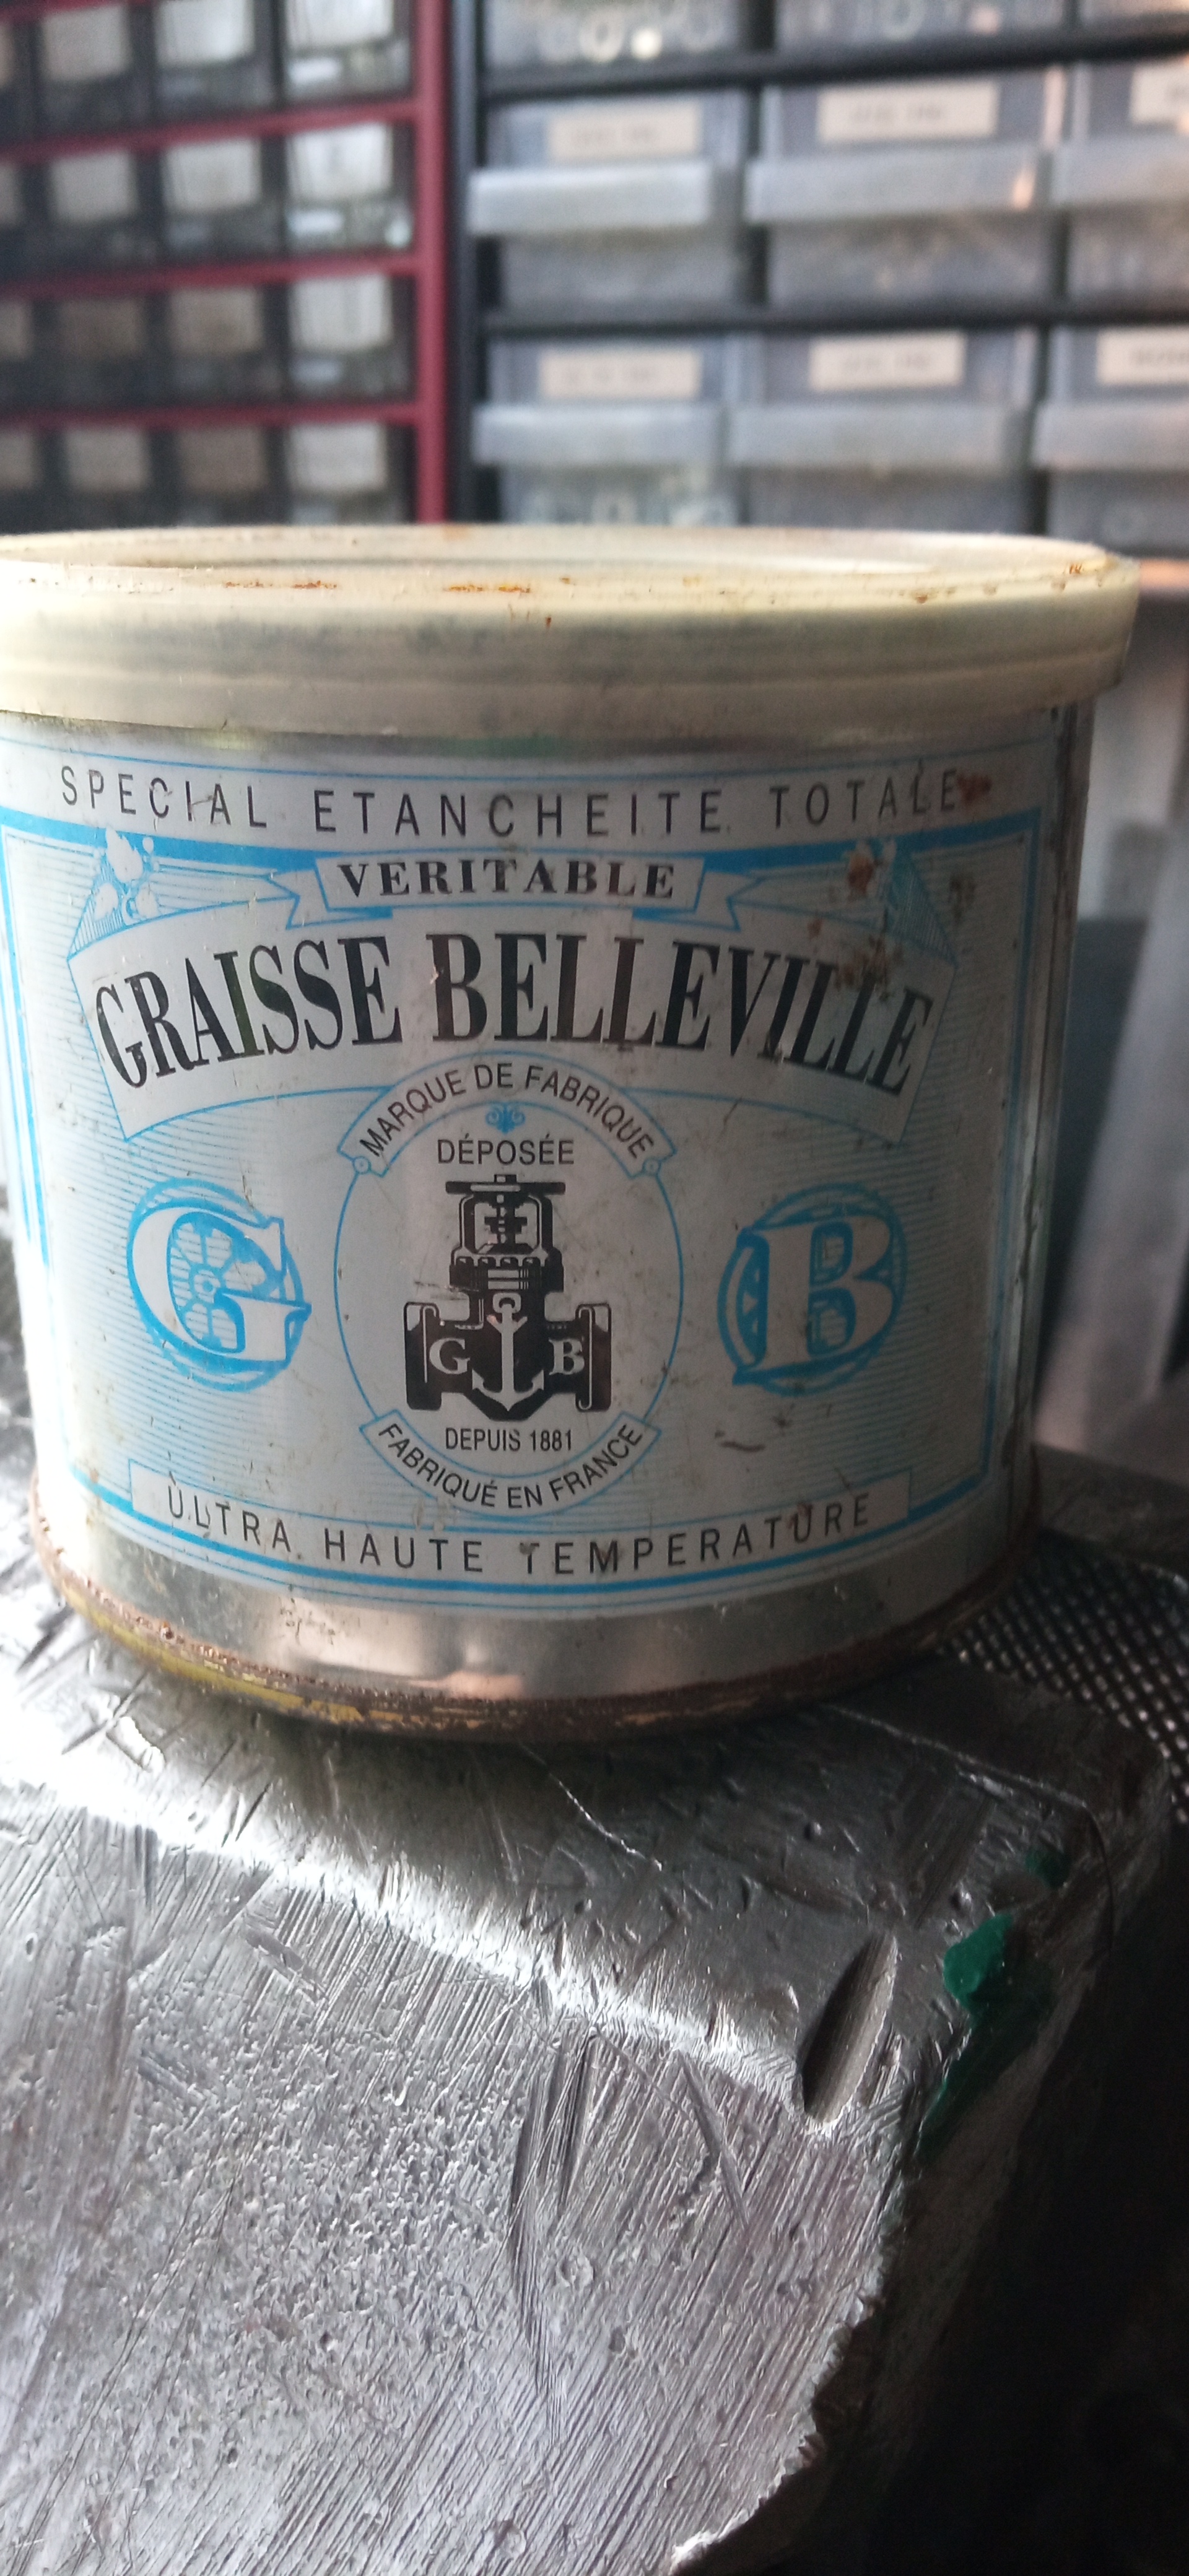 SPECIAL ETANCHEITE TOTALE
VERITABLE
GRAISSE BELLEVILLE
MARQUE DE FABRIQUE
DÉPOSÉE
G
B
G B
DEPUIS 1881
FABRIQUÉ EN FRANCE
ULTRA HAUTE TEMPERATURE